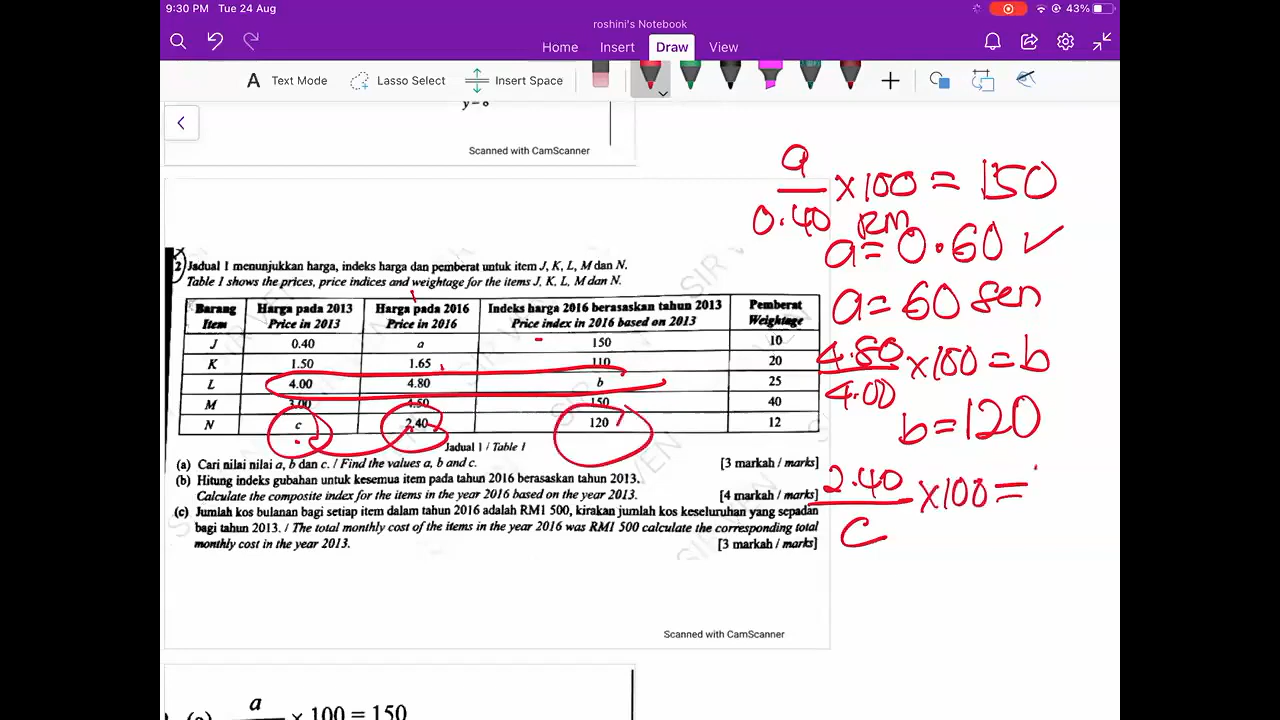 9:30 PM Tue 24 Aug
43%
roshini's Notebook
Home Insert Draw View
A Text Mode Lasso Select Insert Space
y = 8
Scanned with CamScanner
a/0.40 × 100 = 150
RM
a = 0.60 ✓
a = 60 sen
4.80/4.00 × 100 = b
b = 120
2.40/c × 100 =
2 Jadual 1 menunjukkan harga, indeks harga dan pemberat untuk item J, K, L, M dan N.
Table 1 shows the prices, price indices and weightage for the items J, K, L, M dan N.
Barang Harga pada 2013 Harga pada 2016 Indeks harga 2016 berasaskan tahun 2013 Pemberat
Item Price in 2013 Price in 2016 Price index in 2016 based on 2013 Weightage
J 0.40 a 150 10
K 1.50 1.65 110 20
L 4.00 4.80 b 25
M 3.00 4.50 150 40
N c 2.40 120 12
Jadual 1 / Table 1
(a) Cari nilai nilai a, b dan c. / Find the values a, b and c. [3 markah / marks]
(b) Hitung indeks gubahan untuk kesemua item pada tahun 2016 berasaskan tahun 2013.
Calculate the composite index for the items in the year 2016 based on the year 2013. [4 markah / marks]
(c) Jumlah kos bulanan bagi setiap item dalam tahun 2016 adalah RM1 500, kirakan jumlah kos keseluruhan yang sepadan
bagi tahun 2013. / The total monthly cost of the items in the year 2016 was RM1 500 calculate the corresponding total
monthly cost in the year 2013. [3 markah / marks]
Scanned with CamScanner
(a) a × 100 = 150